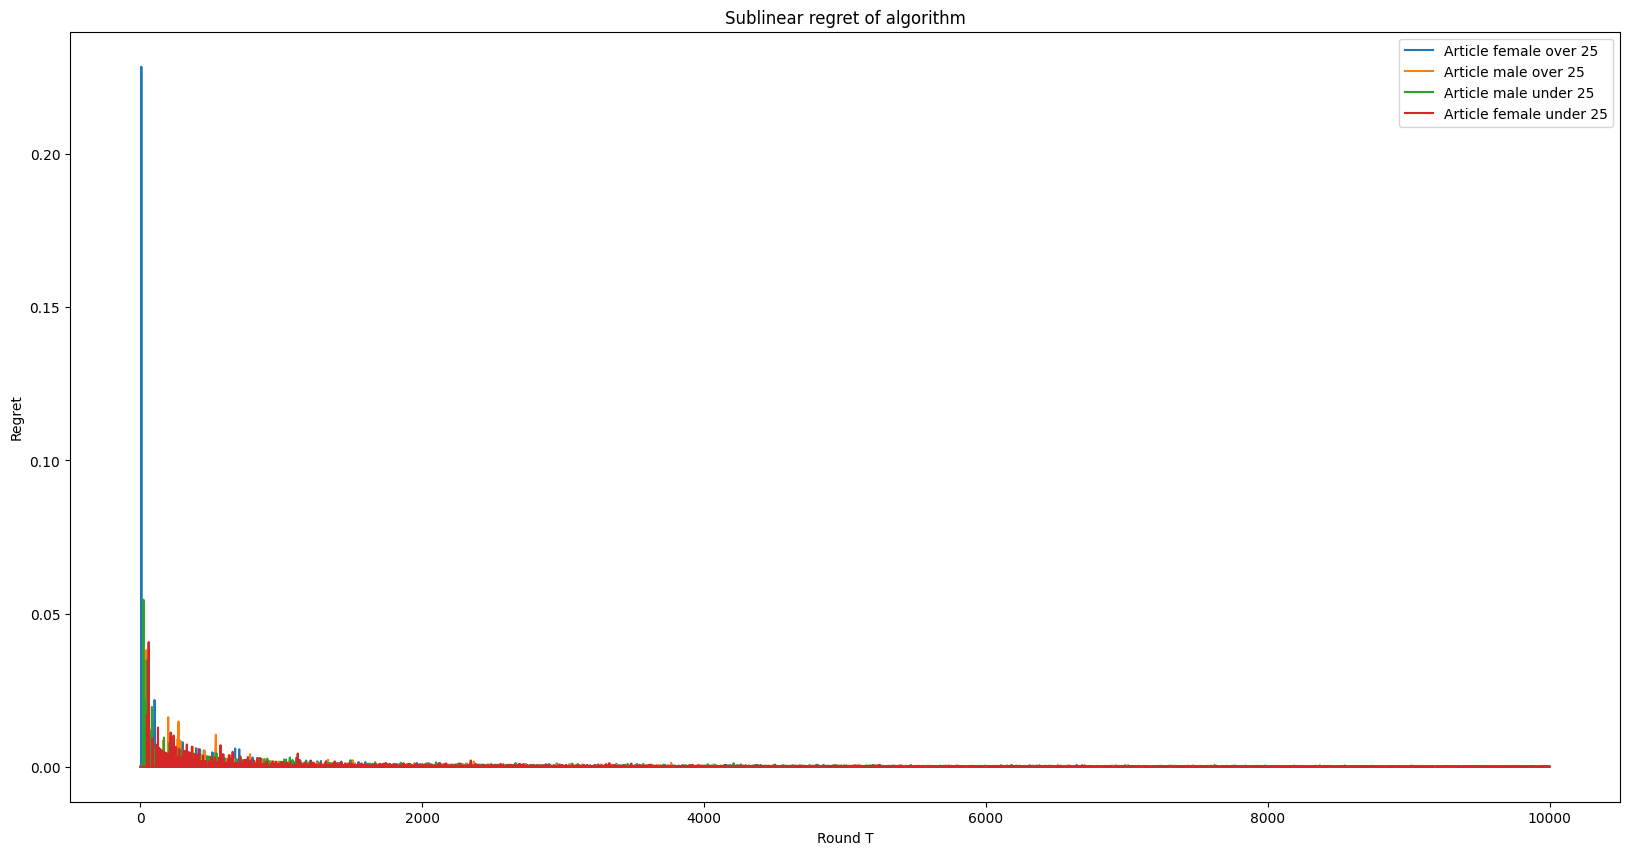 Sublinear regret of algorithm
Article female over 25
Article male over 25
Article male under 25
Article female under 25
0.20
0.15
0.10
0.05
0.00
Regret
0 2000 4000 6000 8000 10000
Round T